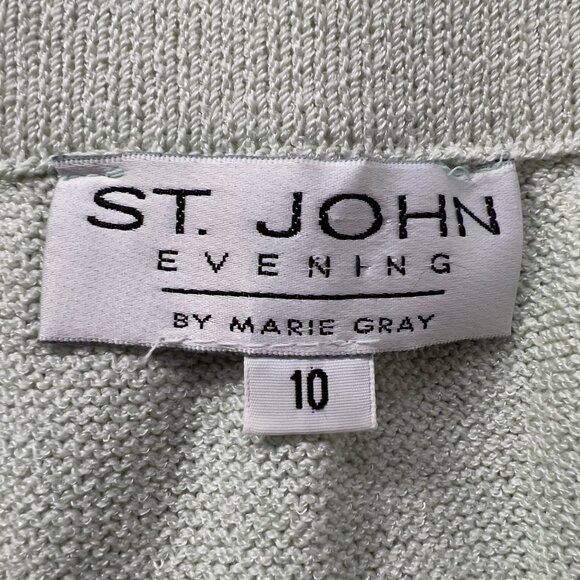 ST. JOHN
EVENING
BY MARIE GRAY
10